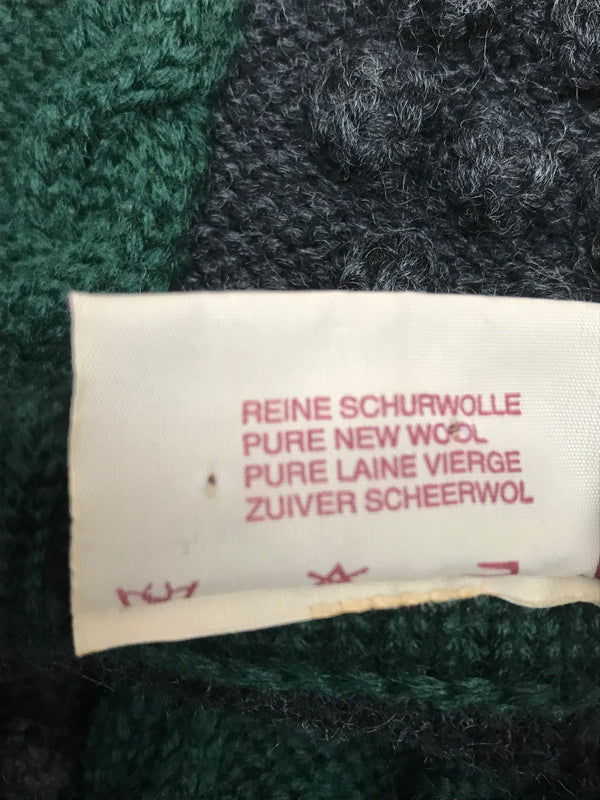 REINE SCHURWOLLE
PURE NEW WOOL
PURE LAINE VIERGE
ZUIVER SCHEERWOL